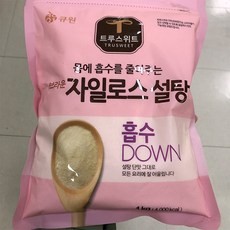 큐원
트루스위트
TRUSWEET
몸에 흡수를 줄여주는
자일로스 설탕
흡수
DOWN
설탕 단맛 그대로
모든 요리에 잘 어울립니다